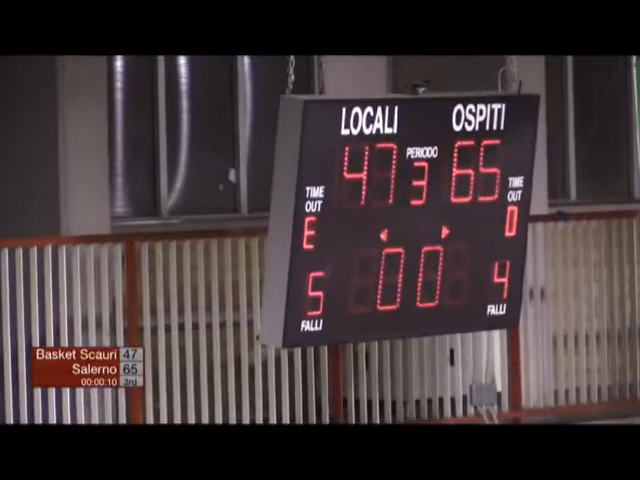 LOCALI OSPITI
47 PERIODO 65
3
TIME OUT TIME OUT
E 0
5 00 4
FALLI FALLI
Basket Scauri 47
Salerno 65
00:00:10 3rd